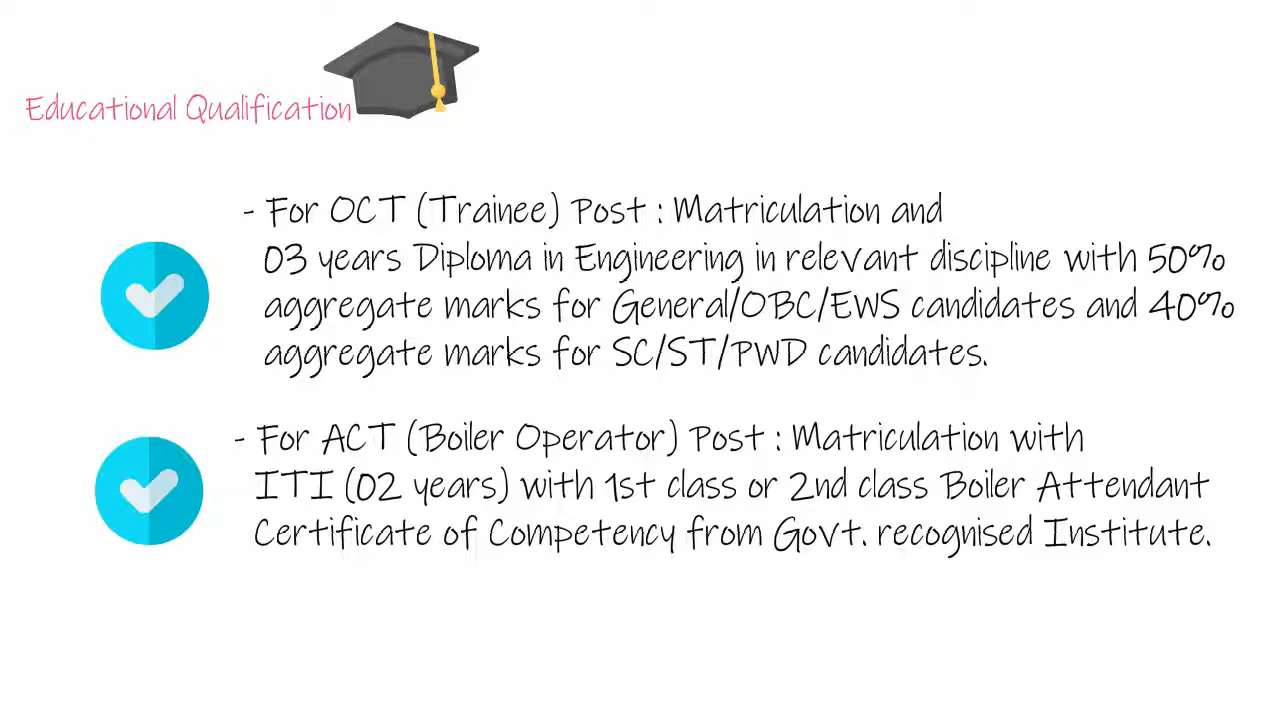 Educational Qualification
- For OCT (Trainee) Post : Matriculation and
03 years Diploma in Engineering in relevant discipline with 50%
aggregate marks for General/OBC/EWS candidates and 40%
aggregate marks for SC/ST/PWD candidates.
- For ACT (Boiler Operator) Post : Matriculation with
ITI (02 years) with 1st class or 2nd class Boiler Attendant
Certificate of Competency from Govt. recognised Institute.